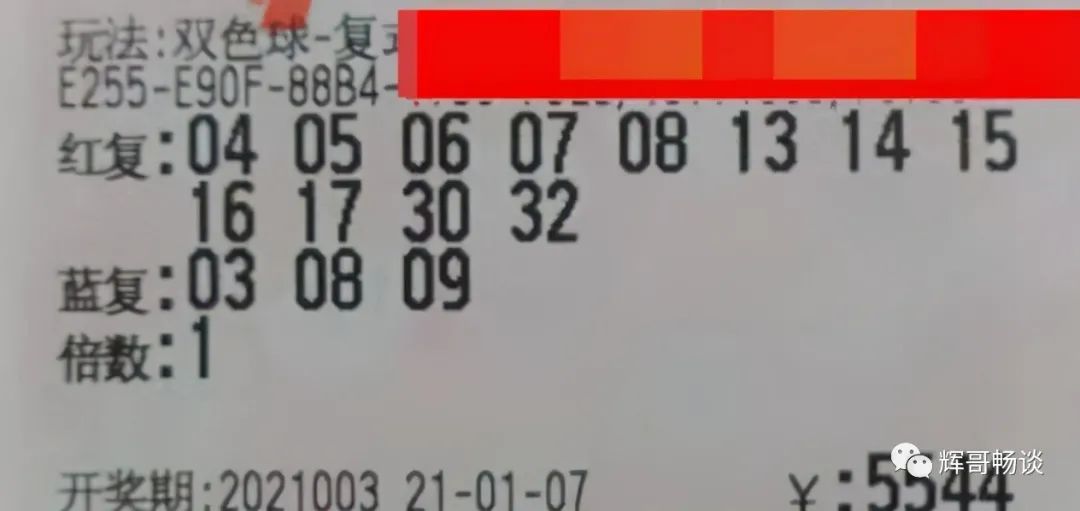 玩法:双色球-复
E255-E90F-88B4-
红复:04 05 06 07 08 13 14 15
16 17 30 32
蓝复:03 08 09
倍数:1
开奖期:2021003 21-01-07 ¥:5544
辉哥畅谈